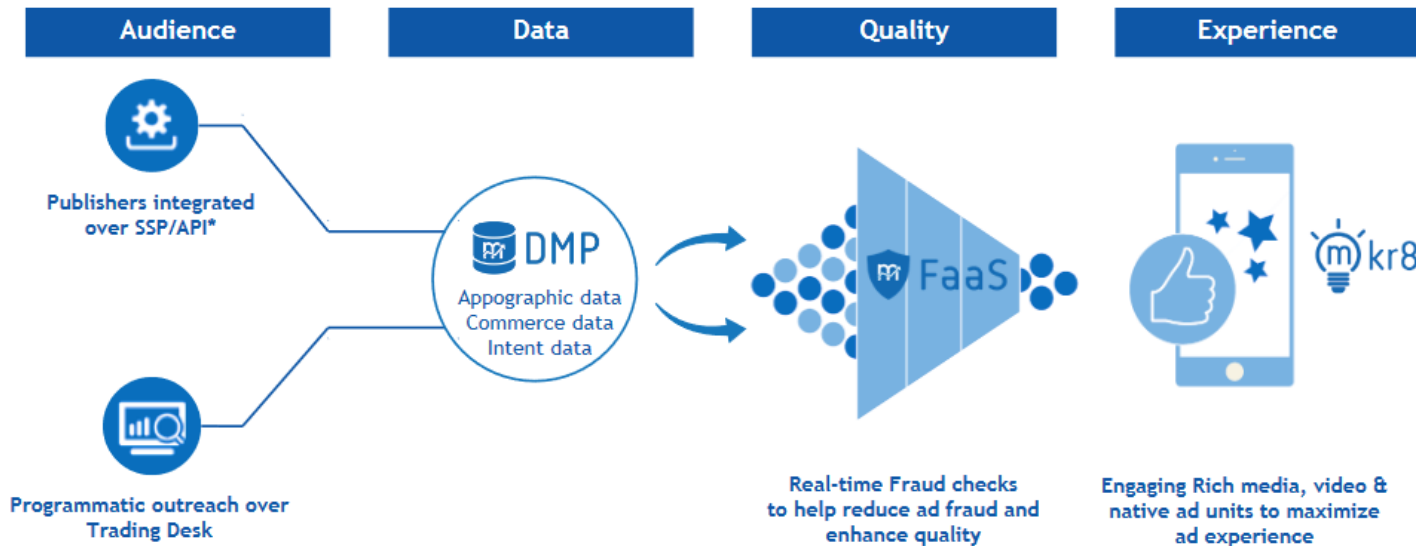 Audience
Data
Quality
Experience
Publishers integrated
over SSP/API*
Programmatic outreach over
Trading Desk
m DMP
Appographic data
Commerce data
Intent data
m FaaS
Real-time Fraud checks
to help reduce ad fraud and
enhance quality
m kr8
Engaging Rich media, video &
native ad units to maximize
ad experience